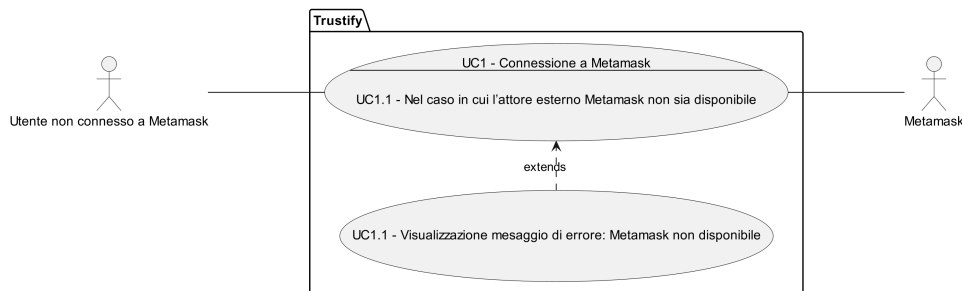 Trustify
UC1 - Connessione a Metamask
UC1.1 - Nel caso in cui l'attore esterno Metamask non sia disponibile
Utente non connesso a Metamask
Metamask
extends
UC1.1 - Visualizzazione mesaggio di errore: Metamask non disponibile